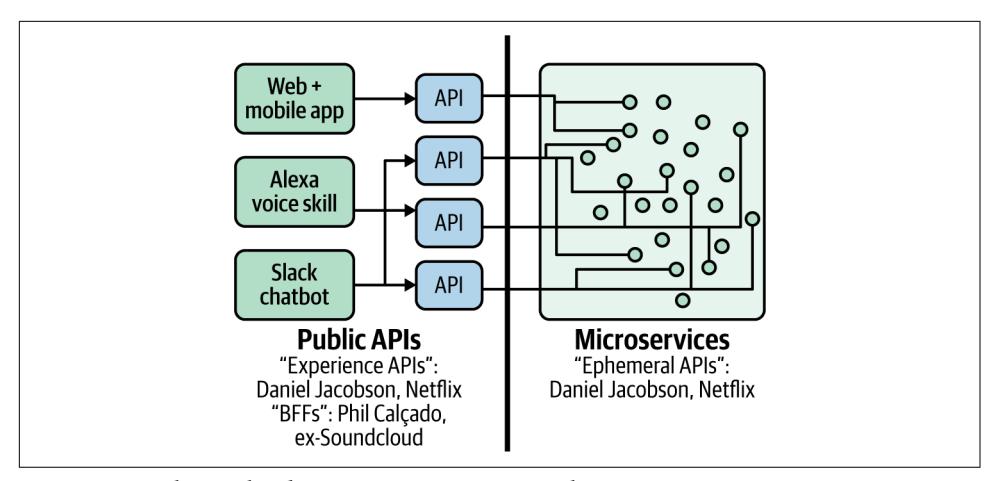 Web +
mobile app
API
API
Alexa
voice skill
API
Slack
chatbot
API
Public APIs
“Experience APIs”:
Daniel Jacobson, Netflix
“BFFs”: Phil Calçado,
ex-Soundcloud
Microservices
“Ephemeral APIs”:
Daniel Jacobson, Netflix